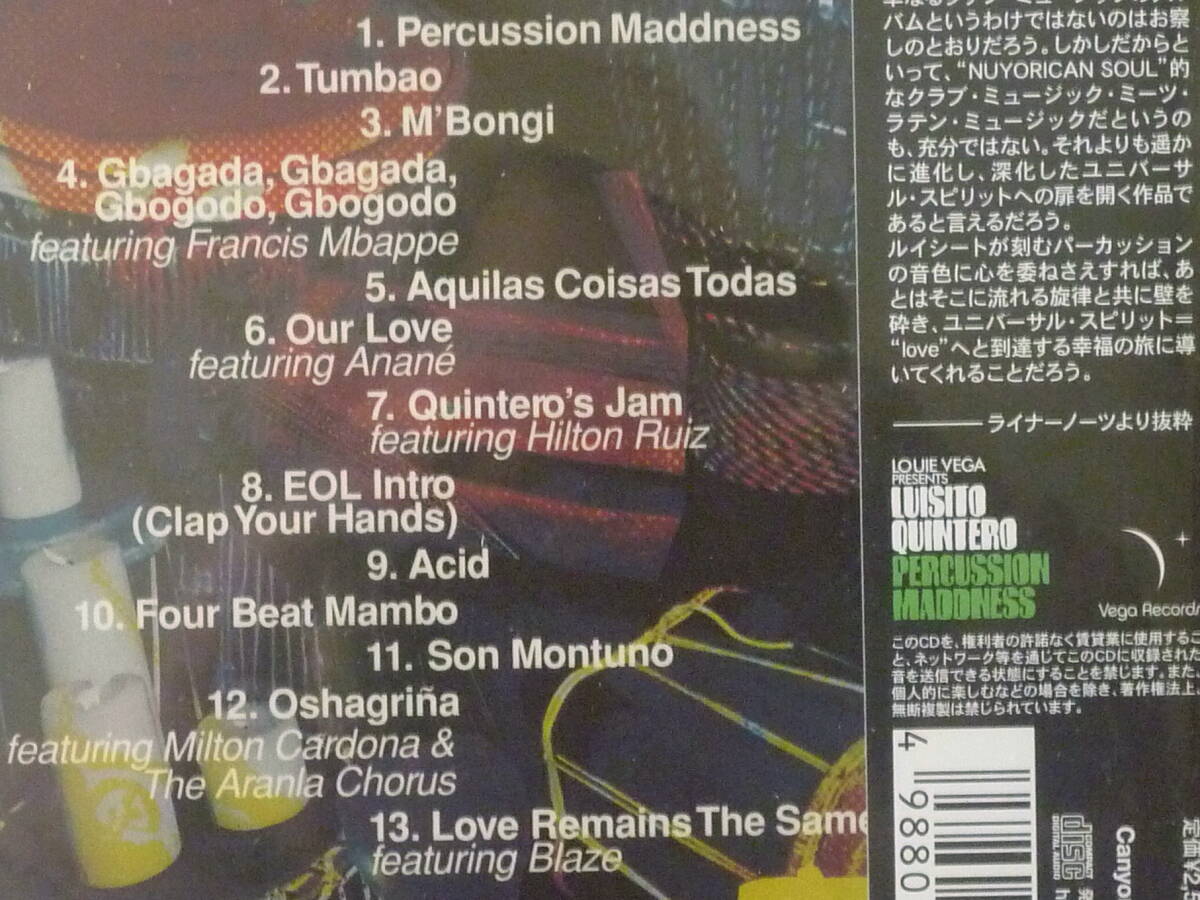 1. Percussion Maddness
2. Tumbao
3. M'Bongi
4. Gbagada, Gbagada,
Gbogodo, Gbogodo
featuring Francis Mbappe
5. Aquilas Coisas Todas
6. Our Love
featuring Anané
7. Quintero's Jam
featuring Hilton Ruiz
8. EOL Intro
(Clap Your Hands)
9. Acid
10. Four Beat Mambo
11. Son Montuno
12. Oshagriña
featuring Milton Cardona &
The Aranla Chorus
13. Love Remains The Same
featuring Blaze
バムというわけではないのはお察
しのとおりだろう。しかしだからと
いって、“NUYORICAN SOUL”的
なクラブ・ミュージック・ミーツ・
ラテン・ミュージックだというの
も、充分ではない。それよりも遥か
に進化し、深化したユニバーサ
ル・スピリットへの扉を開く作品で
あると言えるだろう。
ルイシートが刻むパーカッション
の音色に心を委ねさえすれば、あ
とはそこに流れる旋律と共に壁を
砕き、ユニバーサル・スピリット＝
“love”へと到達する幸福の旅に導
いてくれることだろう。
ライナーノーツより抜粋
LOUIE VEGA
PRESENTS
LUISITO
QUINTERO
PERCUSSION
MADDNESS
Vega Records
このCDを、権利者の許諾なく賃貸業に使用するこ
と、ネットワーク等を通じてこのCDに収録された
音を送信できる状態にすることを禁じます。また、
個人的に楽しむなどの場合を除き、著作権法上、
無断複製は禁じられています。
4 9880
COMPACT
disc
DIGITAL AUDIO
Canyo